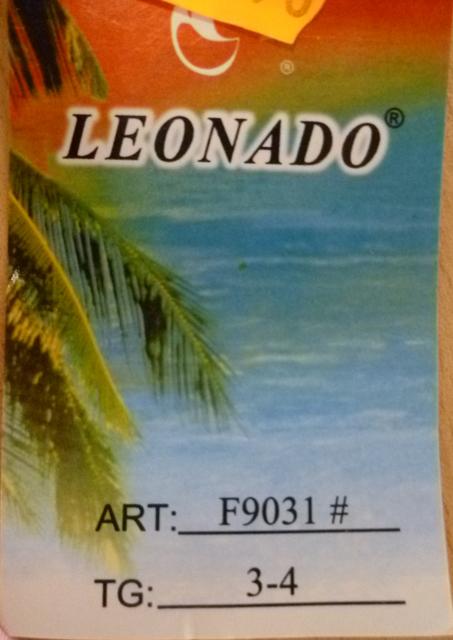 ®
LEONADO®
ART: F9031 #
TG: 3-4